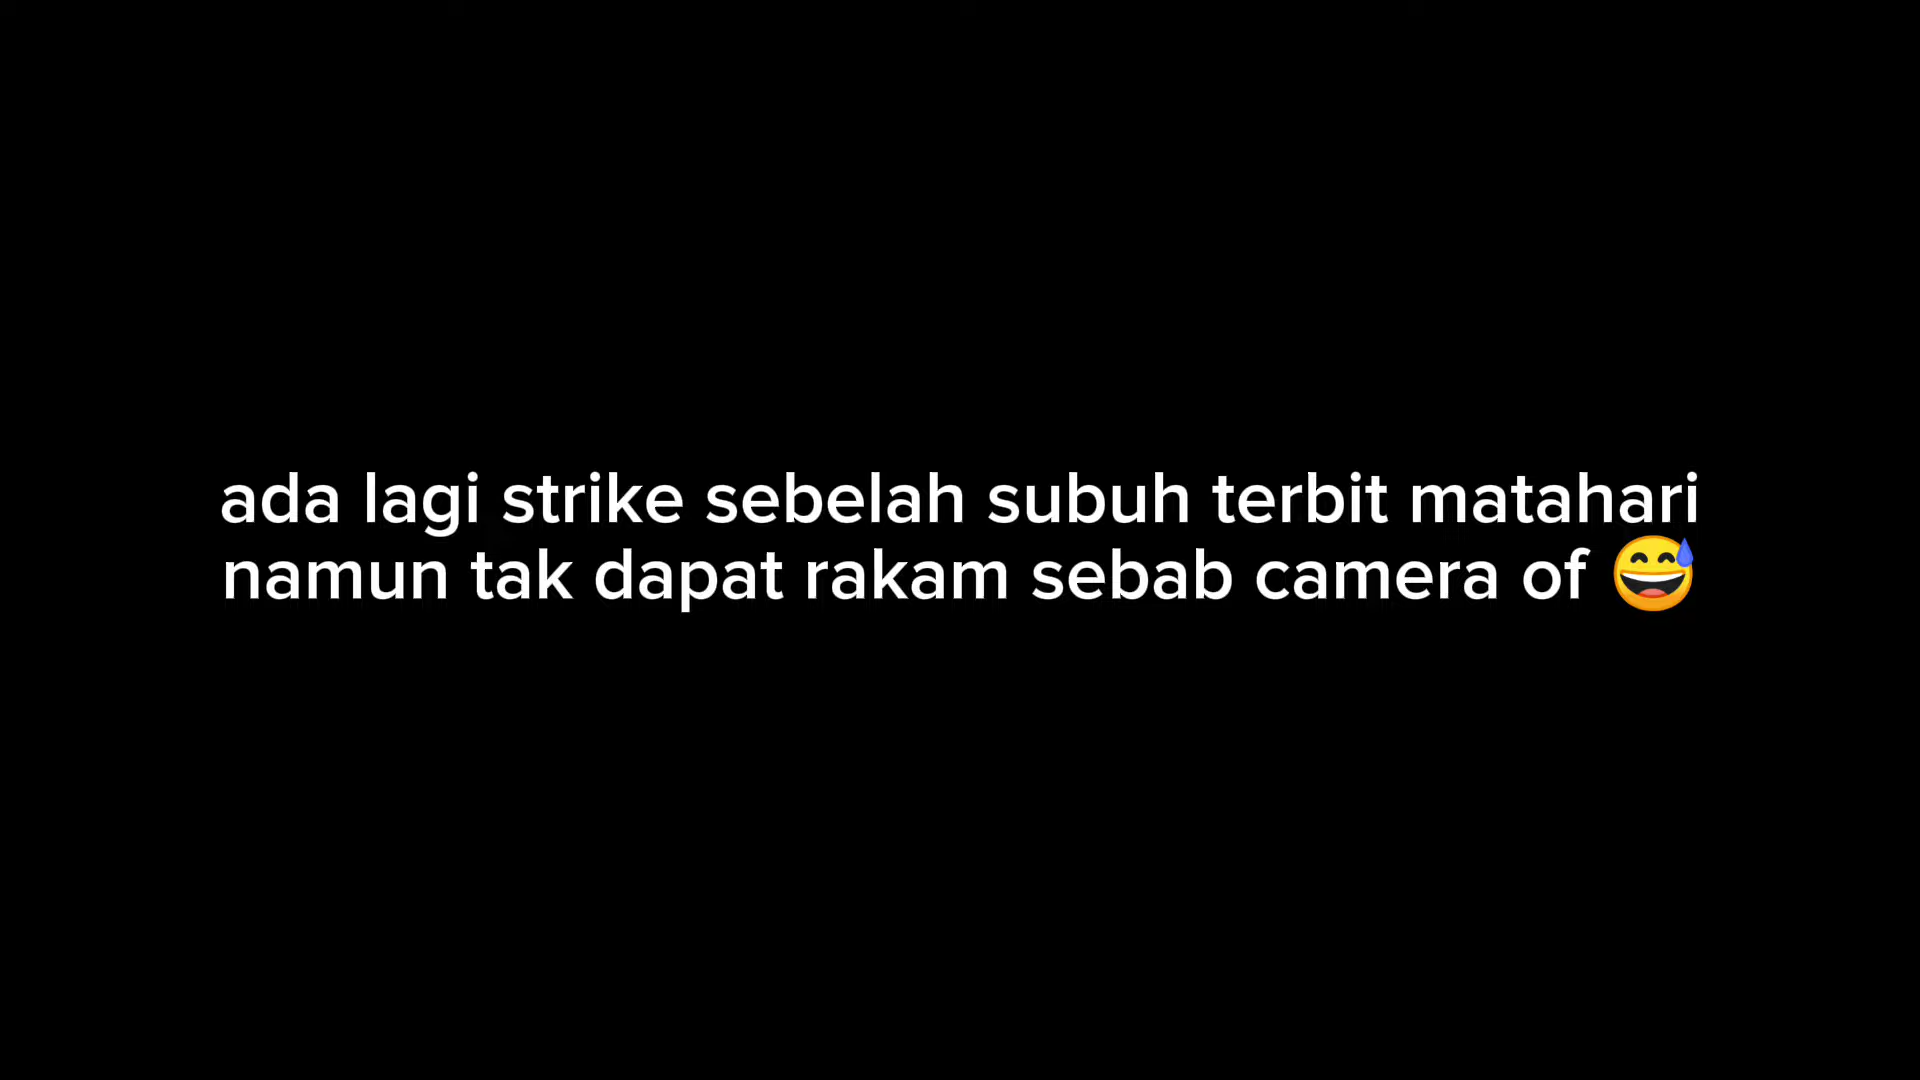 ada lagi strike sebelah subuh terbit matahari
namun tak dapat rakam sebab camera of 😅